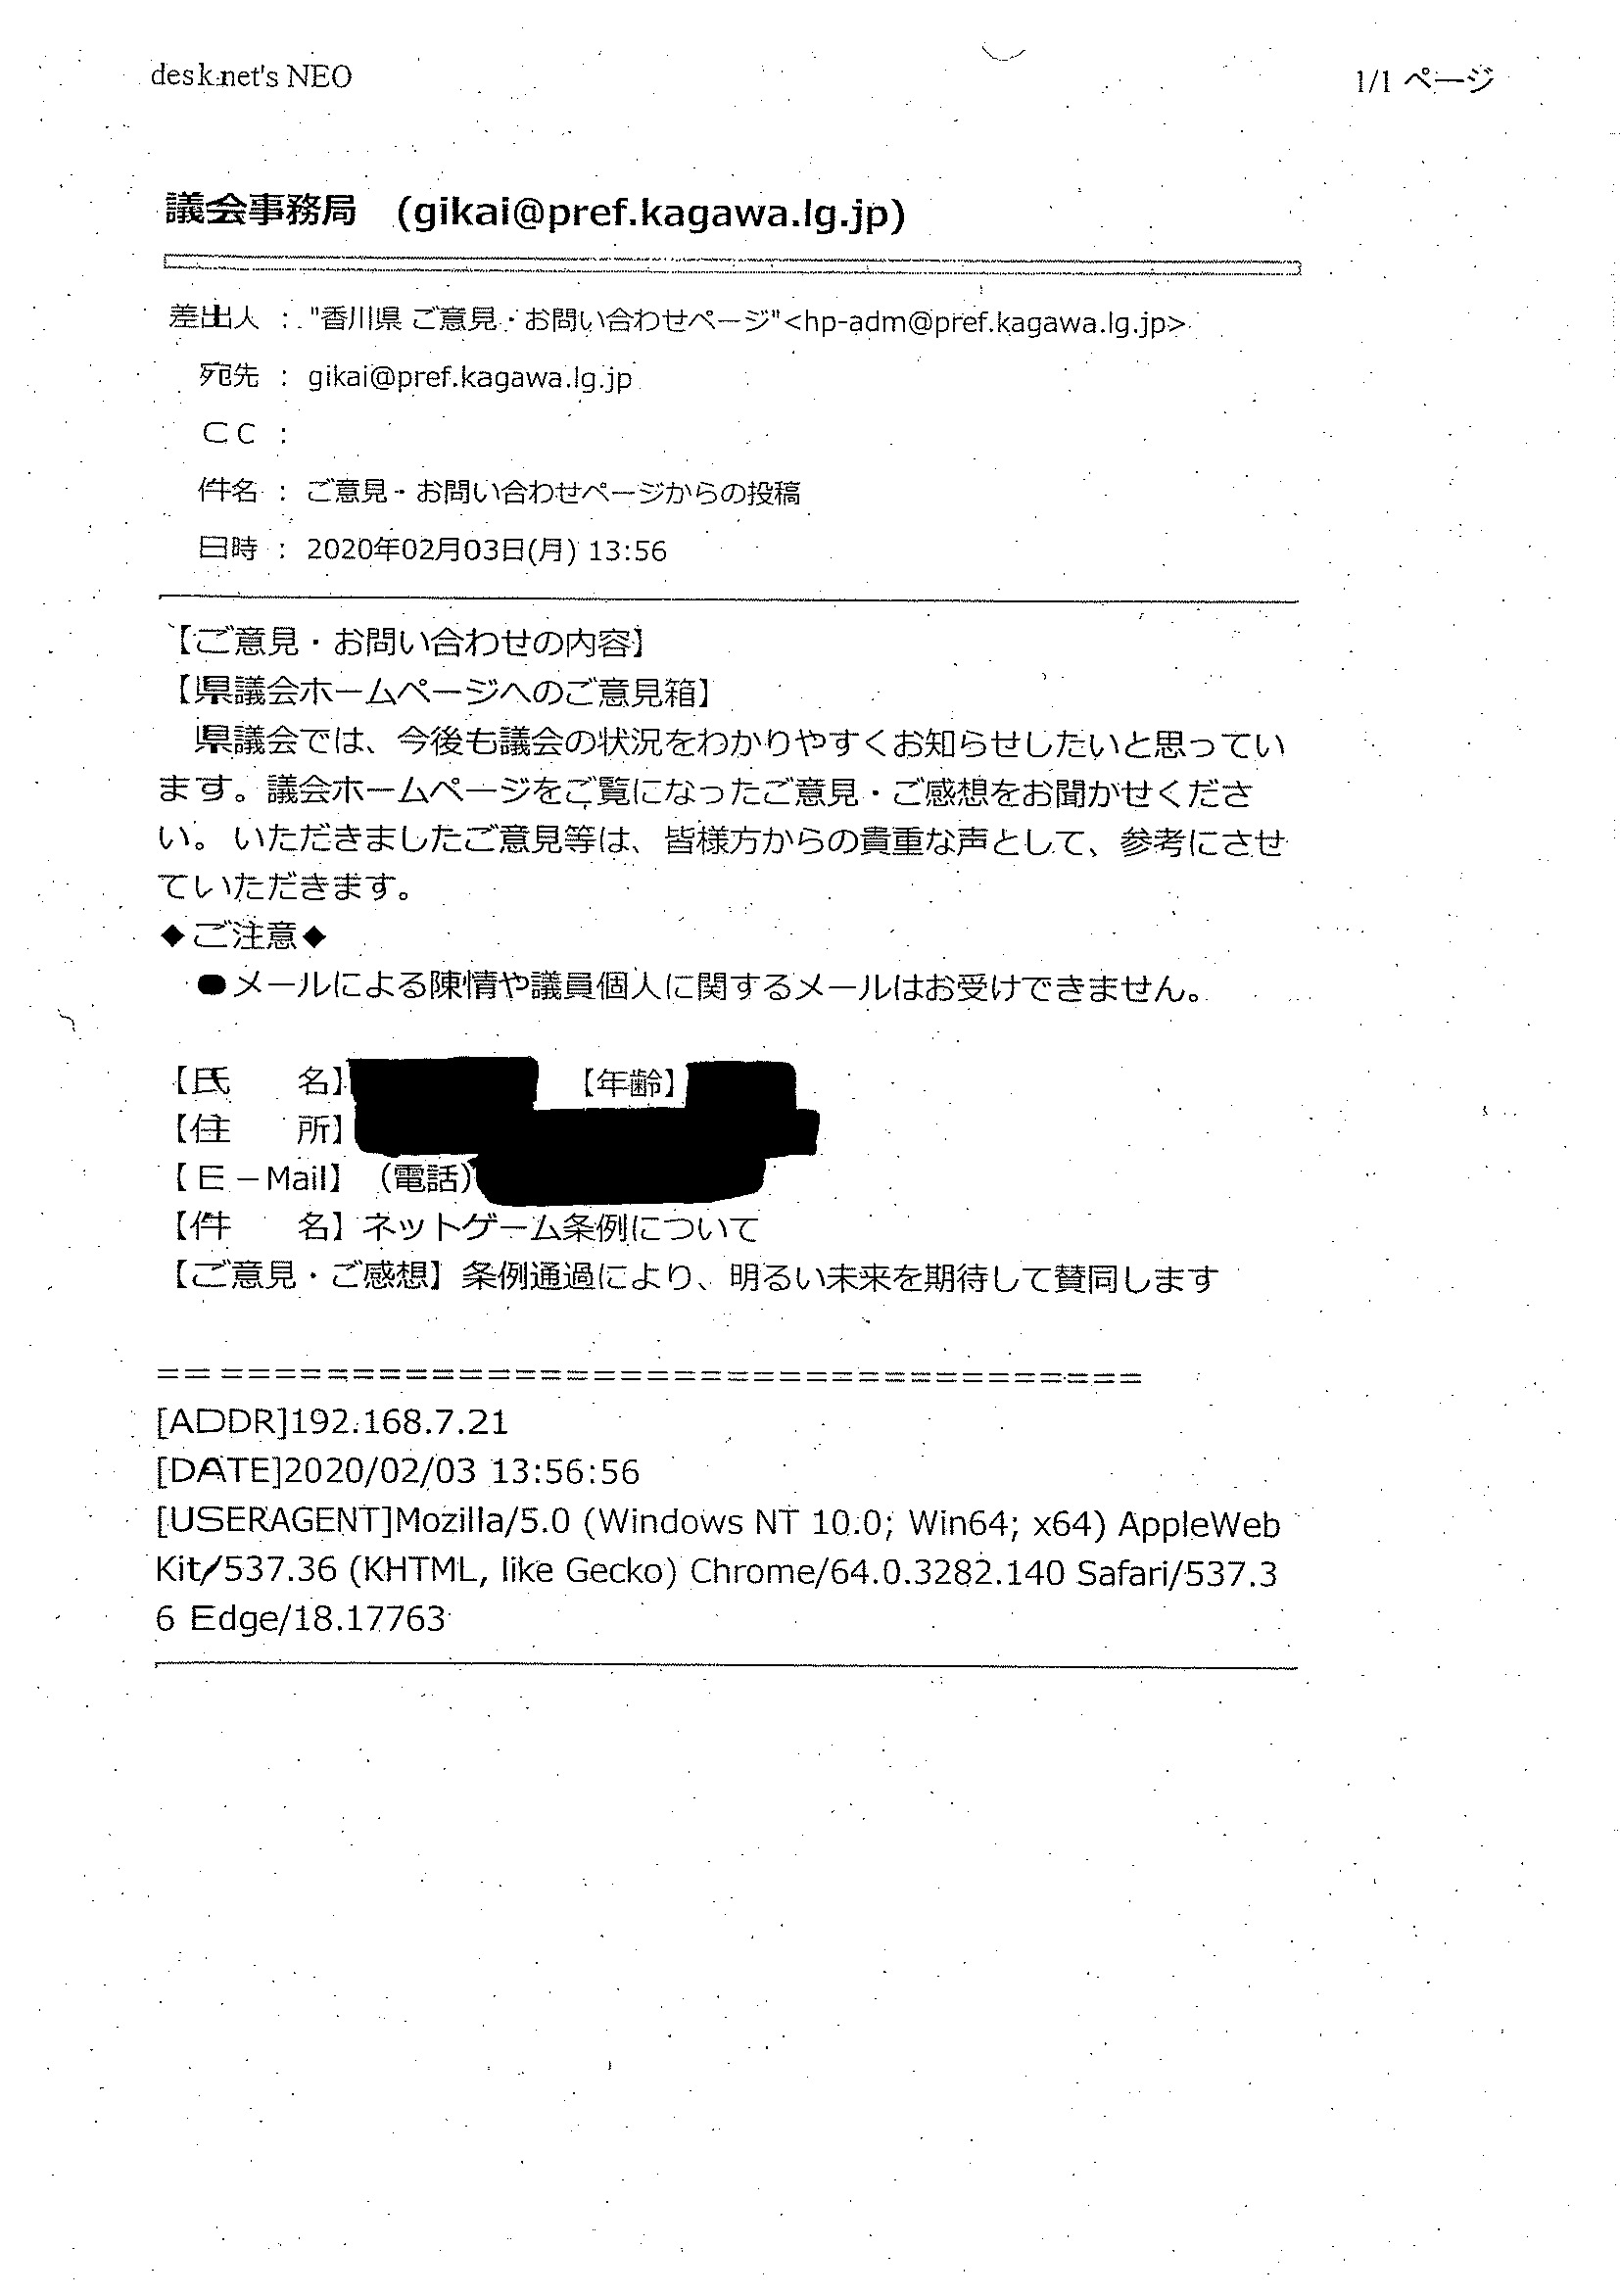 desknet's NEO
1/1 ページ
議会事務局　(gikai@pref.kagawa.lg.jp)
差出人 : "香川県 ご意見・お問い合わせページ"<hp-adm@pref.kagawa.lg.jp>
宛先 : gikai@pref.kagawa.lg.jp
ＣＣ :
件名 : ご意見・お問い合わせページからの投稿
日時 : 2020年02月03日(月) 13:56
【ご意見・お問い合わせの内容】
【県議会ホームページへのご意見箱】
　県議会では、今後も議会の状況をわかりやすくお知らせしたいと思ってい
ます。議会ホームページをご覧になったご意見・ご感想をお聞かせくださ
い。いただきましたご意見等は、皆様方からの貴重な声として、参考にさせ
ていただきます。
◆ご注意◆
　●メールによる陳情や議員個人に関するメールはお受けできません。
【氏　　名】　【年齢】
【住　　所】
【Ｅ－Mail】（電話）
【件　　名】ネットゲーム条例について
【ご意見・ご感想】条例通過により、明るい未来を期待して賛同します
======================================
[ADDR]192.168.7.21
[DATE]2020/02/03 13:56:56
[USERAGENT]Mozilla/5.0 (Windows NT 10.0; Win64; x64) AppleWeb
Kit/537.36 (KHTML, like Gecko) Chrome/64.0.3282.140 Safari/537.3
6 Edge/18.17763